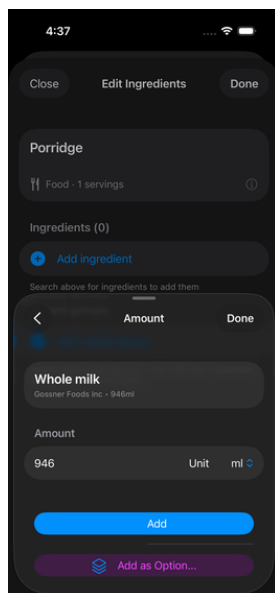 4:37
Close
Edit Ingredients
Done
Porridge
Food · 1 servings
Ingredients (0)
Add ingredient
Search above for ingredients to add them
Amount
Done
Whole milk
Gossner Foods Inc · 946ml
Amount
946
Unit
ml
Add
Add as Option...